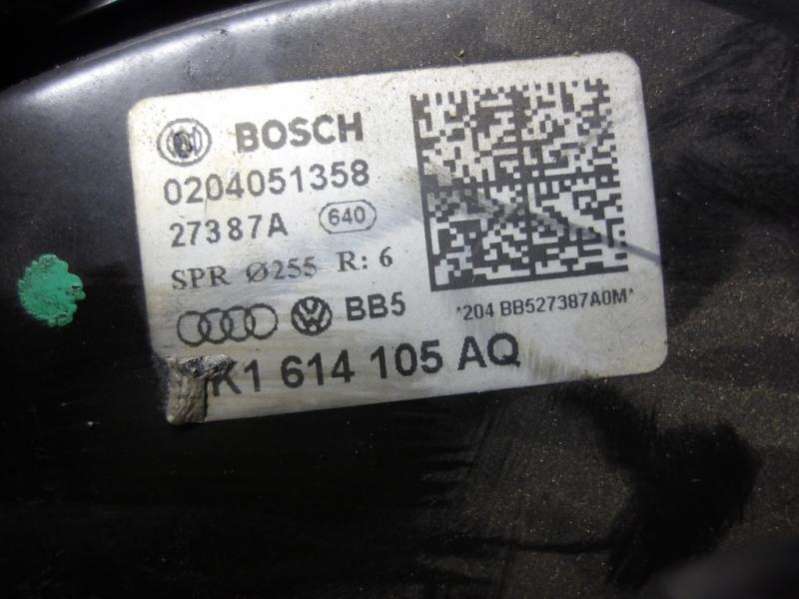 BOSCH
0204051358
27387A 640
SPR Ø255 R: 6
BB5
*204 BB527387A0M*
K1 614 105 AQ